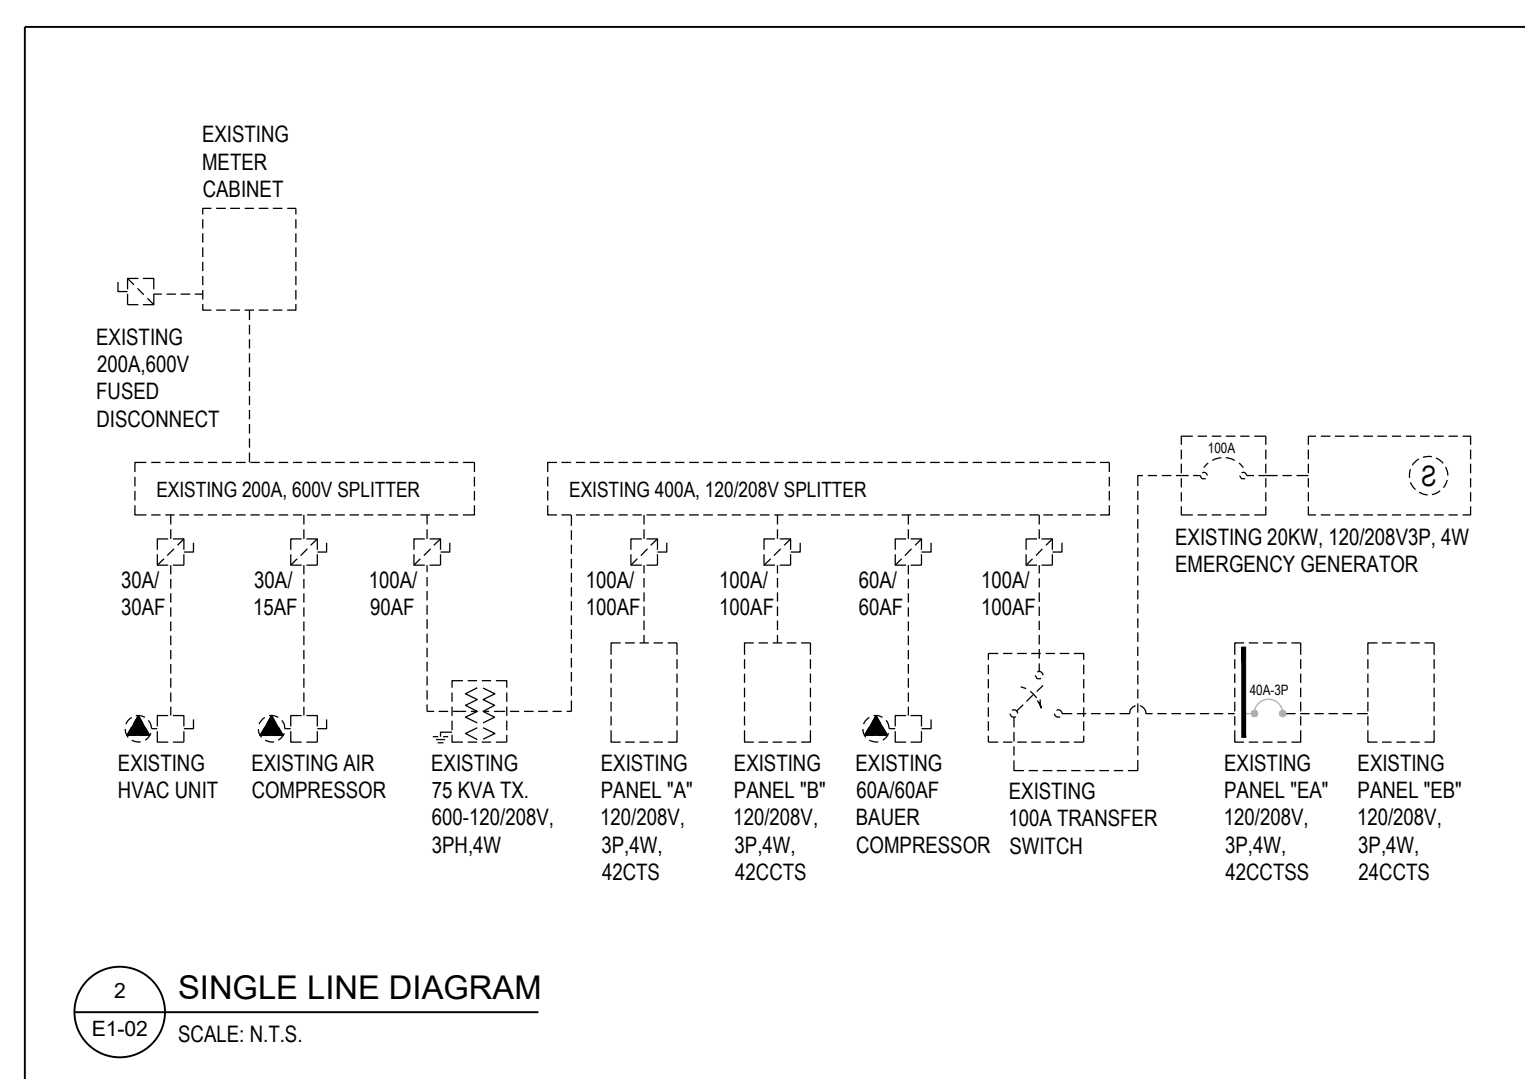 EXISTING
METER
CABINET
EXISTING
200A,600V
FUSED
DISCONNECT
EXISTING 200A, 600V SPLITTER
EXISTING 400A, 120/208V SPLITTER
100A
S
EXISTING 20KW, 120/208V3P, 4W
EMERGENCY GENERATOR
30A/
30AF
30A/
15AF
100A/
90AF
100A/
100AF
100A/
100AF
60A/
60AF
100A/
100AF
40A-3P
EXISTING
HVAC UNIT
EXISTING AIR
COMPRESSOR
EXISTING
75 KVA TX.
600-120/208V,
3PH,4W
EXISTING
PANEL "A"
120/208V,
3P,4W,
42CTS
EXISTING
PANEL "B"
120/208V,
3P,4W,
42CCTS
EXISTING
60A/60AF
BAUER
COMPRESSOR
EXISTING
100A TRANSFER
SWITCH
EXISTING
PANEL "EA"
120/208V,
3P,4W,
42CCTSS
EXISTING
PANEL "EB"
120/208V,
3P,4W,
24CCTS
2
E1-02
SINGLE LINE DIAGRAM
SCALE: N.T.S.